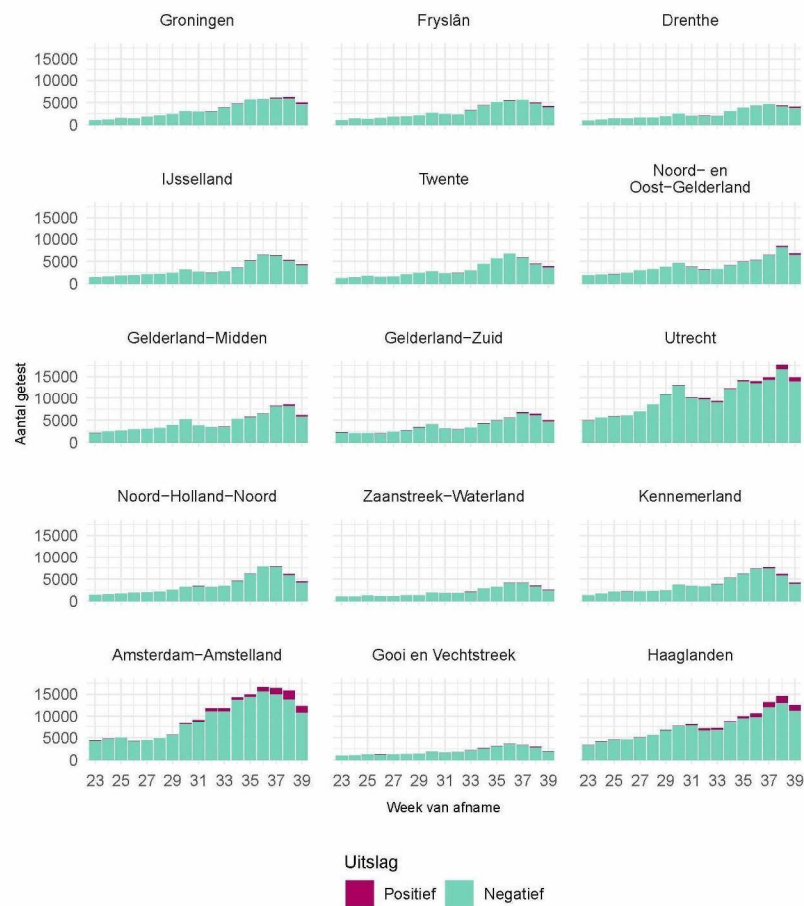 Groningen
Fryslân
Drenthe
15000
10000
5000
0
IJsselland
Twente
Noord- en
Oost-Gelderland
15000
10000
5000
0
Gelderland-Midden
Gelderland-Zuid
Utrecht
Aantal getest
15000
10000
5000
0
Noord-Holland-Noord
Zaanstreek-Waterland
Kennemerland
15000
10000
5000
0
Amsterdam-Amstelland
Gooi en Vechtstreek
Haaglanden
15000
10000
5000
0
23 25 27 29 31 33 35 37 39
23 25 27 29 31 33 35 37 39
23 25 27 29 31 33 35 37 39
Week van afname
Uitslag
Positief
Negatief